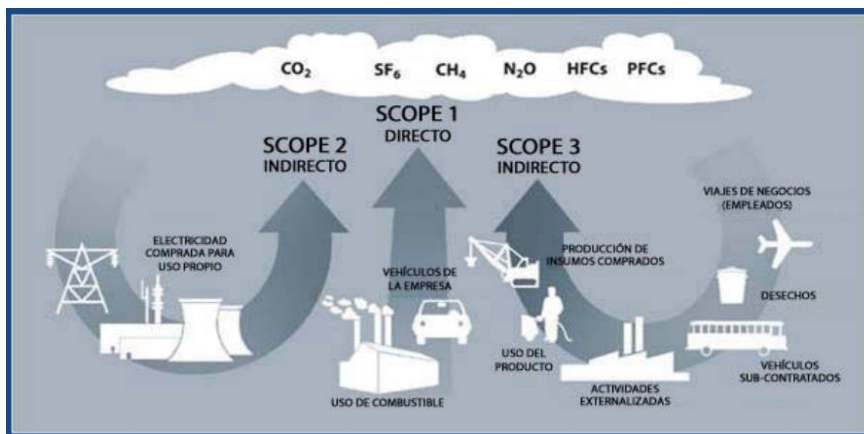 CO₂ SF₆ CH₄ N₂O HFCs PFCs
SCOPE 1
DIRECTO
SCOPE 2
INDIRECTO
SCOPE 3
INDIRECTO
VIAJES DE NEGOCIOS
(EMPLEADOS)
ELECTRICIDAD
COMPRADA PARA
USO PROPIO
VEHÍCULOS DE
LA EMPRESA
PRODUCCIÓN DE
INSUMOS COMPRADOS
DESECHOS
USO DEL
PRODUCTO
VEHÍCULOS
SUB-CONTRATADOS
USO DE COMBUSTIBLE
ACTIVIDADES
EXTERNALIZADAS